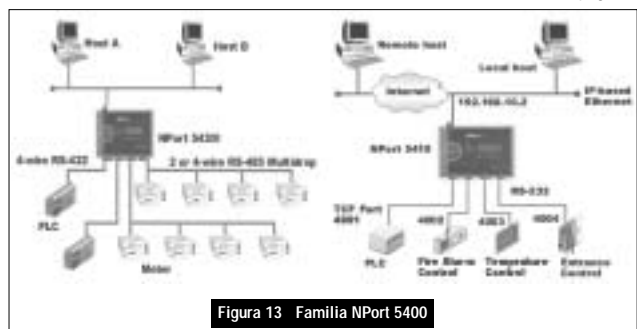 Host A
Host B
NPort 5430
4-wire RS-422
2 or 4-wire RS-485 Multidrop
PLC
Meter
Remote host
Local host
Internet
IP-based
Ethernet
192.168.10.2
NPort 5410
RS-232
TCP Port
4001
4002
4003
4004
PLC
Fire Alarm
Control
Temperature
Control
Entrance
Control
Figura 13 Familia NPort 5400